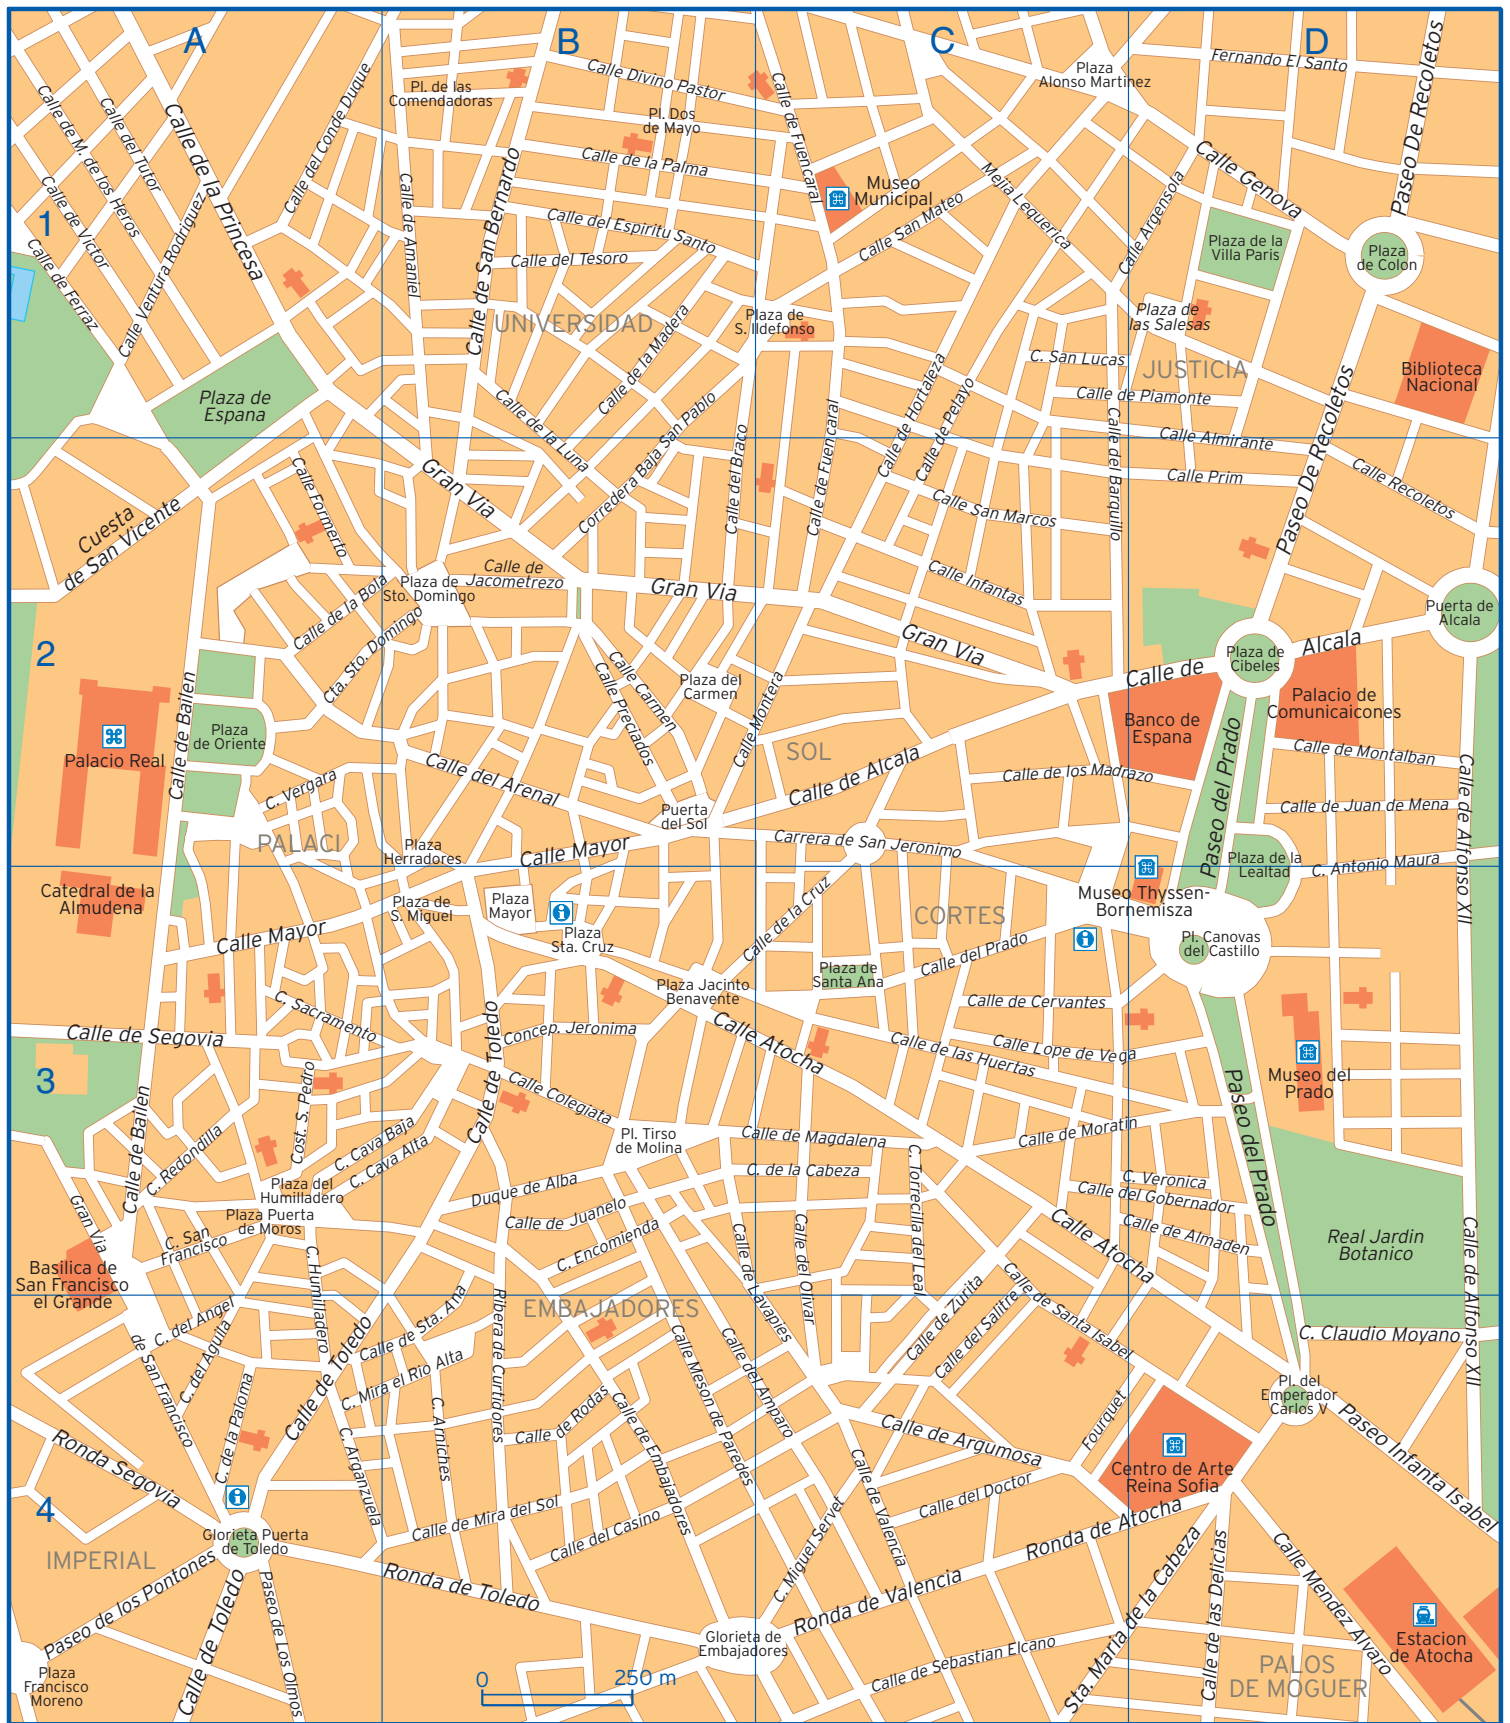 A
B
C
D
1
2
3
4
Calle de M. de los Heros
Calle del Tutor
Calle de la Princesa
Calle del Conde Duque
Calle de Victor
Calle de Ferraz
Calle Ventura Rodriguez
Plaza de
Espana
Pl. de las
Comendadoras
Calle de Amaniel
Calle de San Bernardo
Calle Divino Pastor
Pl. Dos
de Mayo
Calle de la Palma
Calle del Espiritu Santo
Calle del Tesoro
UNIVERSIDAD
Calle de la Madera
Calle de la Luna
Corredera Baja San Pablo
Calle del Braco
Calle de Fuencaral
Museo
Municipal
Calle San Mateo
Plaza de
S. Ildefonso
Calle de Fuencaral
Calle de Hortaleza
Calle de Pelayo
Mejia Lequerica
Plaza
Alonso Martinez
Fernando El Santo
Calle Genova
Calle Argensola
Plaza de la
Villa Paris
Plaza de
las Salesas
Plaza
de Colon
Paseo De Recoletos
C. San Lucas
JUSTICIA
Calle de Piamonte
Calle Almirante
Calle Prim
Calle del Barquillo
Biblioteca
Nacional
Paseo De Recoletos
Calle Recoletos
Cuesta
de San Vicente
Calle Formerto
Gran Via
Calle de
Jacometrezo
Plaza de
Sto. Domingo
Calle de la Bola
Cta. Sto. Domingo
Gran Via
Calle San Marcos
Calle Infantas
Gran Via
Calle de
Alcala
Plaza de
Cibeles
Puerta de
Alcala
Palacio Real
Calle de Bailen
Plaza
de Oriente
C. Vergara
PALACI
Calle del Arenal
Calle Preciados
Calle Carmen
Plaza del
Carmen
Calle Montera
SOL
Calle de Alcala
Puerta
del Sol
Plaza
Herradores
Calle Mayor
Carrera de San Jeronimo
Calle de los Madrazo
Banco de
Espana
Palacio de
Comunicaicones
Paseo del Prado
Calle de Montalban
Calle de Juan de Mena
Plaza de la
Lealtad
C. Antonio Maura
Calle de Alfonso XII
Catedral de la
Almudena
Calle Mayor
Plaza de
S. Miguel
Plaza
Mayor
Plaza
Sta. Cruz
Plaza Jacinto
Benavente
Calle de la Cruz
Plaza de
Santa Ana
CORTES
Calle del Prado
Museo Thyssen-
Bornemisza
Pl. Canovas
del Castillo
Calle de Segovia
C. Sacramento
Calle de Toledo
Concep. Jeronima
Calle Atocha
Calle de las Huertas
Calle de Cervantes
Calle Lope de Vega
Museo del
Prado
Calle de Bailen
Cost. S. Pedro
C. Redondilla
C. Cava Baja
C. Cava Alta
Plaza del
Humilladero
Plaza Puerta
de Moros
Calle de Toledo
Calle Colegiata
Pl. Tirso
de Molina
Duque de Alba
Calle de Juanelo
C. Encomienda
Calle de Magdalena
C. de la Cabeza
C. Torrecilla del Leal
Calle de Moratin
C. Veronica
Calle del Gobernador
Calle de Almaden
Calle Atocha
Paseo del Prado
Real Jardin
Botanico
Calle de Alfonso XII
Gran Via
de San Francisco
C. San
Francisco
Basilica de
San Francisco
el Grande
C. del Angel
C. del Aguila
C. de la Paloma
C. Humilladero
Calle de Toledo
Calle de Sta. Ana
C. Mira el Rio Alta
C. Arganzuela
C. Arniches
Ribera de Curtidores
EMBAJADORES
Calle de Lavapies
Calle del Olivar
Calle del Amparo
Calle Meson de Paredes
Calle de Embajadores
Calle de Rodas
Calle de Mira del Sol
Calle del Casino
Calle de Zurita
Calle del Salitre
Calle de Santa Isabel
Fourquet
Calle de Argumosa
Calle de Valencia
C. Miguel Servet
Calle del Doctor
Centro de Arte
Reina Sofia
Pl. del
Emperador
Carlos V
C. Claudio Moyano
Paseo Infanta Isabel
Ronda Segovia
Glorieta Puerta
de Toledo
IMPERIAL
Paseo de los Pontones
Calle de Toledo
Paseo de Los Olmos
Plaza
Francisco
Moreno
Ronda de Toledo
Glorieta de
Embajadores
Ronda de Valencia
Ronda de Atocha
Calle de Sebastian Elcano
Sta. Maria de la Cabeza
Calle de las Delicias
Calle Mendez Alvaro
PALOS
DE MOGUER
Estacion
de Atocha
0
250 m